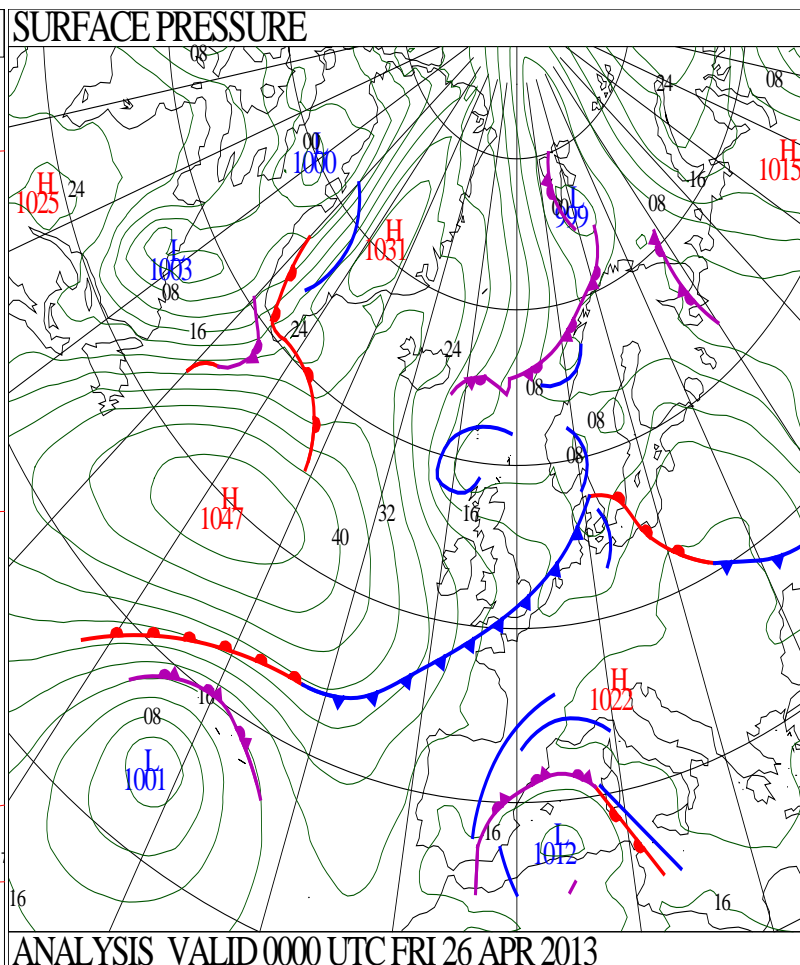 SURFACE PRESSURE
08
24
08
00
L
1000
H
1015
H
1025
24
16
L
999
08
H
1031
L
1003
08
16
24
24
08
08
08
H
1047
32
16
40
H
1022
16
08
L
1001
16
L
1012
16
16
ANALYSIS VALID 0000 UTC FRI 26 APR 2013